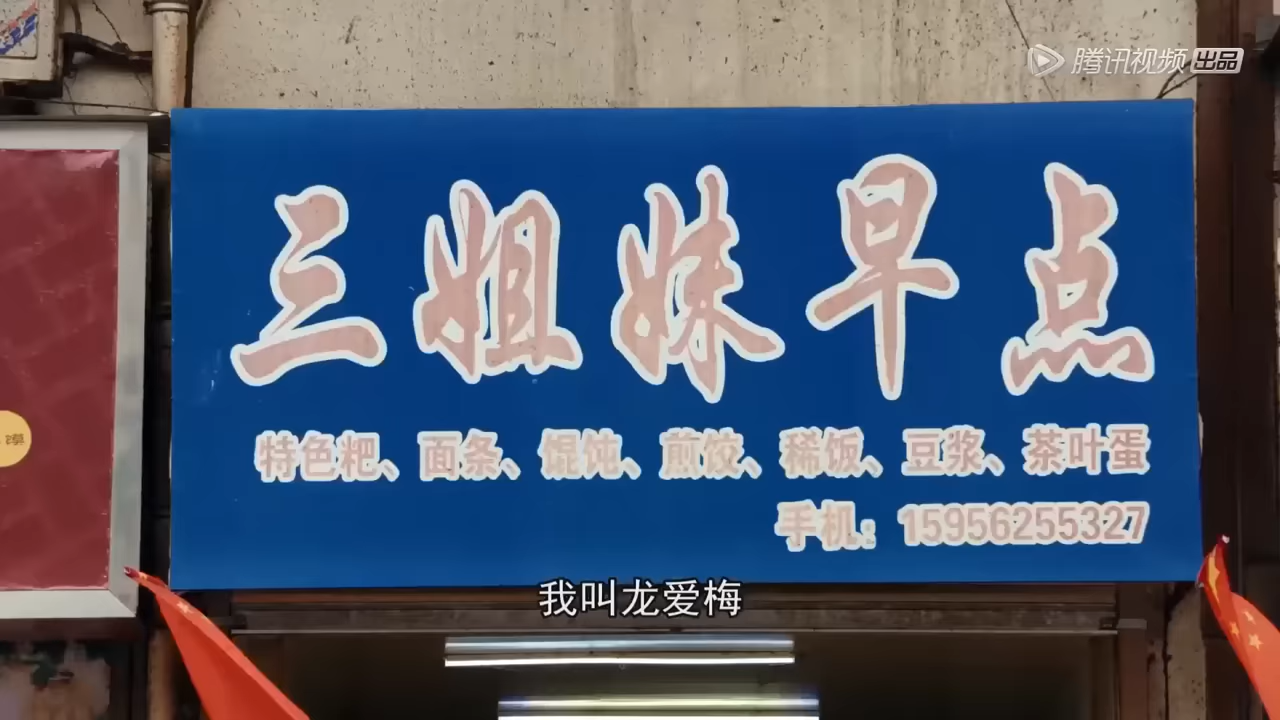 腾讯视频 出品
三姐妹早点
特色粑、面条、馄饨、煎饺、稀饭、豆浆、茶叶蛋
手机：15956255327
我叫龙爱梅